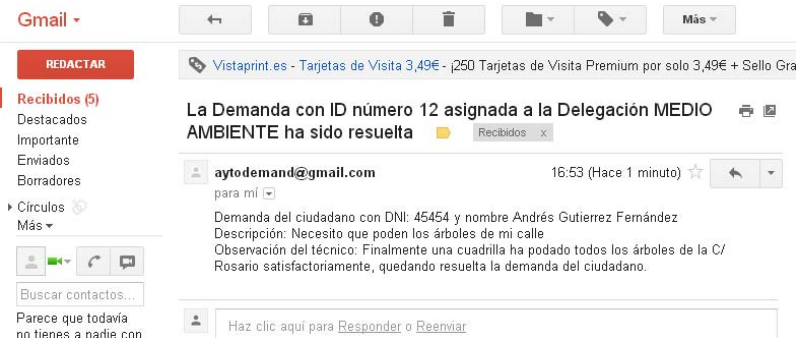 Gmail
Más
REDACTAR
Vistaprint.es - Tarjetas de Visita 3,49€ - ¡250 Tarjetas de Visita Premium por solo 3,49€ + Sello Gra
Recibidos (5)
Destacados
Importante
Enviados
Borradores
Círculos
Más
La Demanda con ID número 12 asignada a la Delegación MEDIO
AMBIENTE ha sido resuelta Recibidos x
aytodemand@gmail.com 16:53 (Hace 1 minuto)
para mí
Demanda del ciudadano con DNI: 45454 y nombre Andrés Gutierrez Fernández
Descripción: Necesito que poden los árboles de mi calle
Observación del técnico: Finalmente una cuadrilla ha podado todos los árboles de la C/
Rosario satisfactoriamente, quedando resuelta la demanda del ciudadano.
Buscar contactos...
Parece que todavía
no tienes a nadie con
Haz clic aquí para Responder o Reenviar